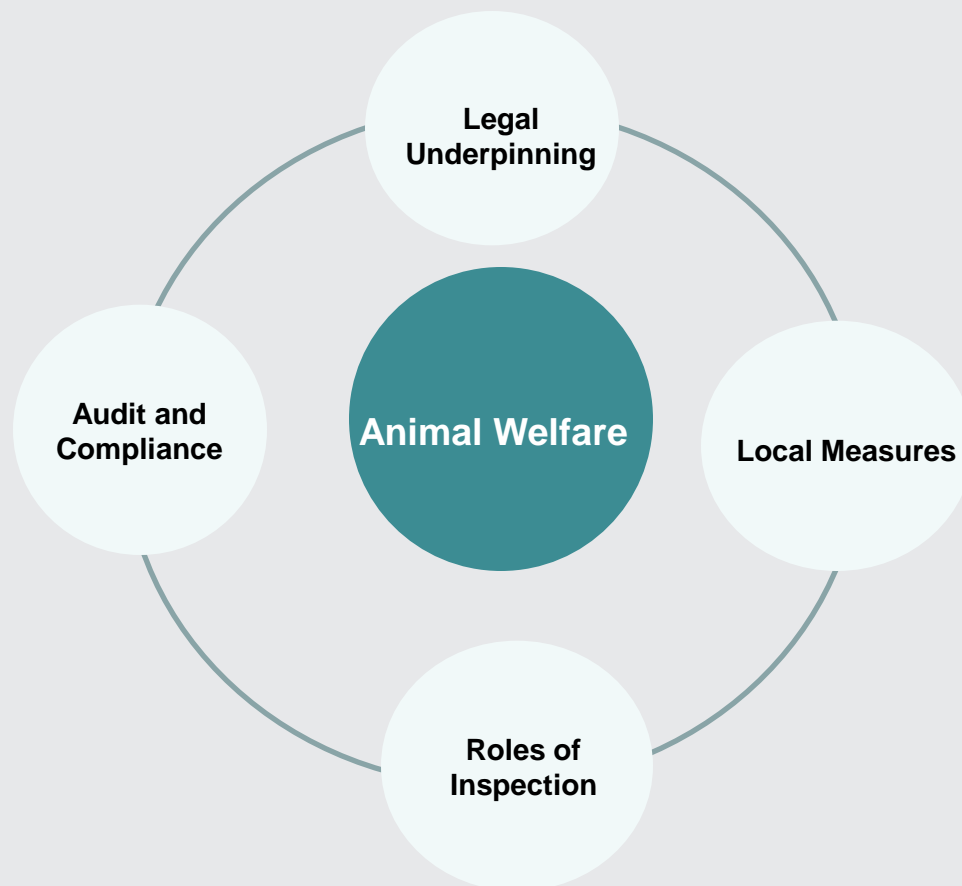 Legal
Underpinning
Audit and
Compliance
Animal Welfare
Local Measures
Roles of
Inspection